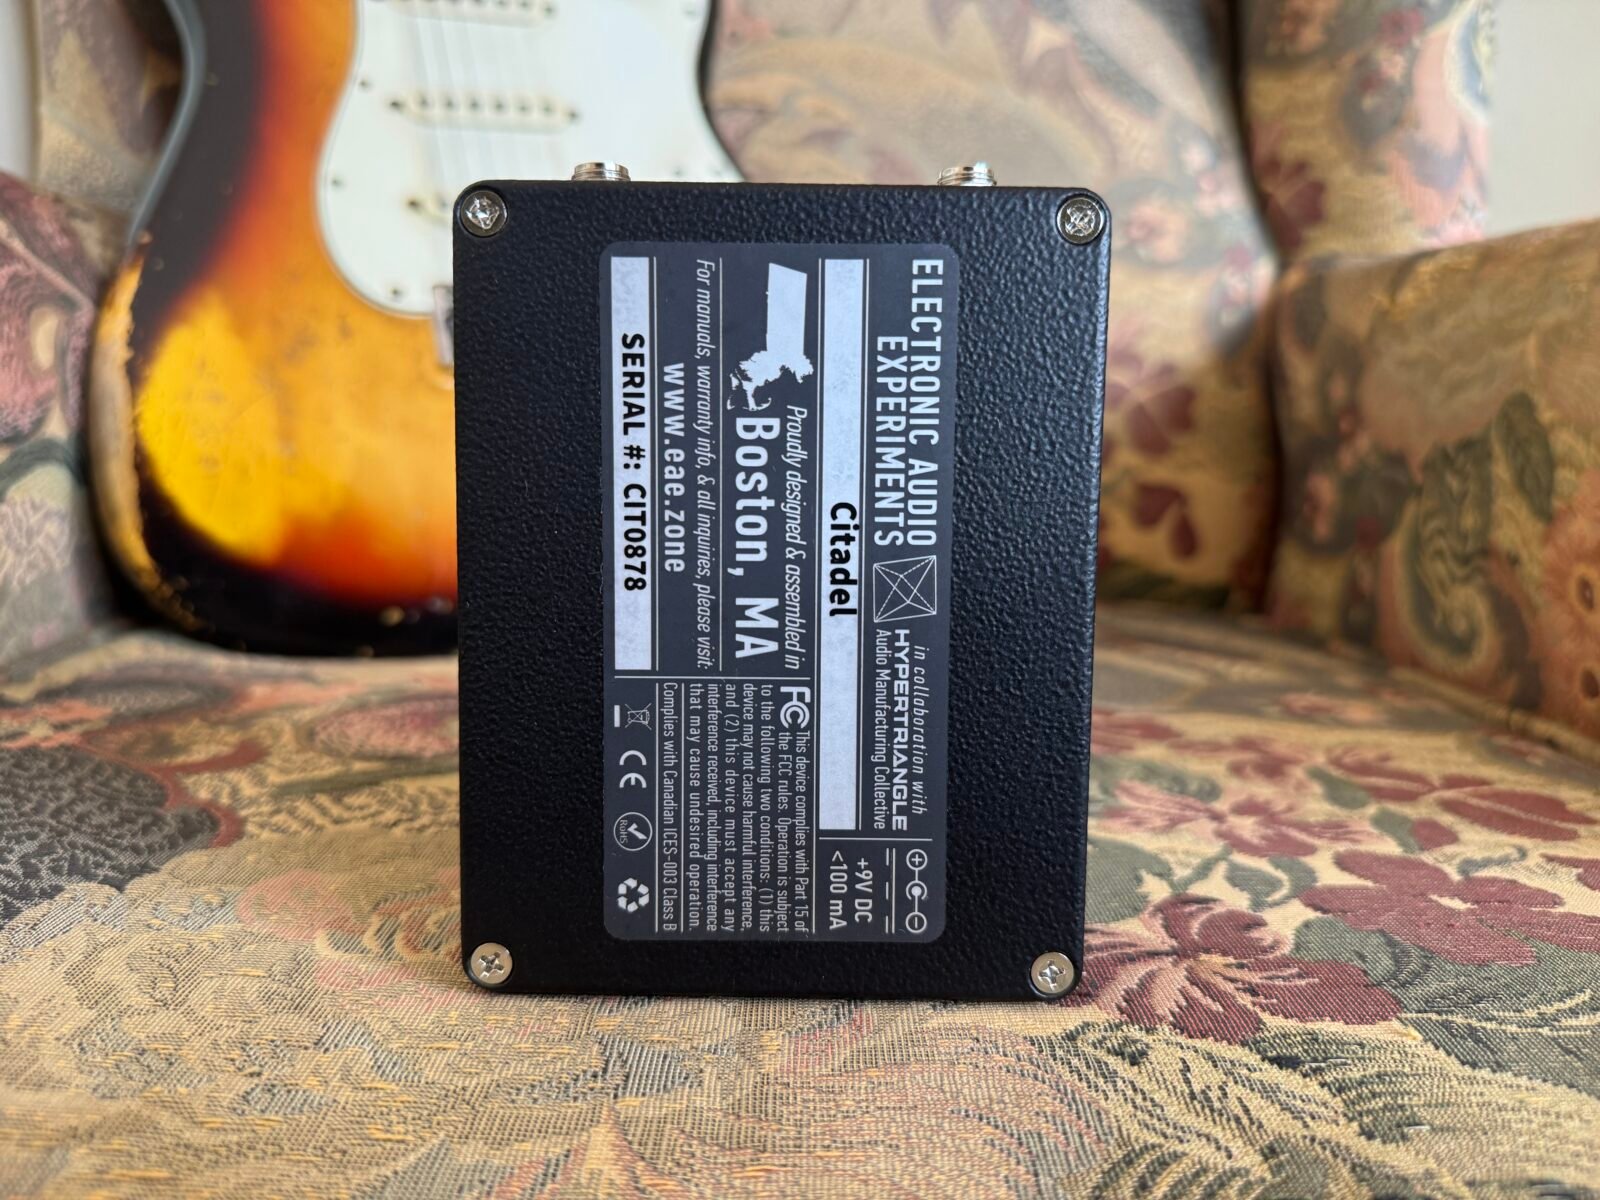 ELECTRONIC AUDIO
EXPERIMENTS
in collaboration with
HYPERTRIANGLE
Audio Manufacturing Collective
Citadel
+9V DC
<100 mA
Proudly designed & assembled in
Boston, MA
For manuals, warranty info, & all inquiries, please visit:
www.eae.zone
SERIAL #: CIT0878
FC This device complies with Part 15 of
the FCC rules. Operation is subject
to the following two conditions: (1) this
device may not cause harmful interference,
and (2) this device must accept any
interference received, including interference
that may cause undesired operation.
Complies with Canadian ICES-003 Class B
CE
RoHS